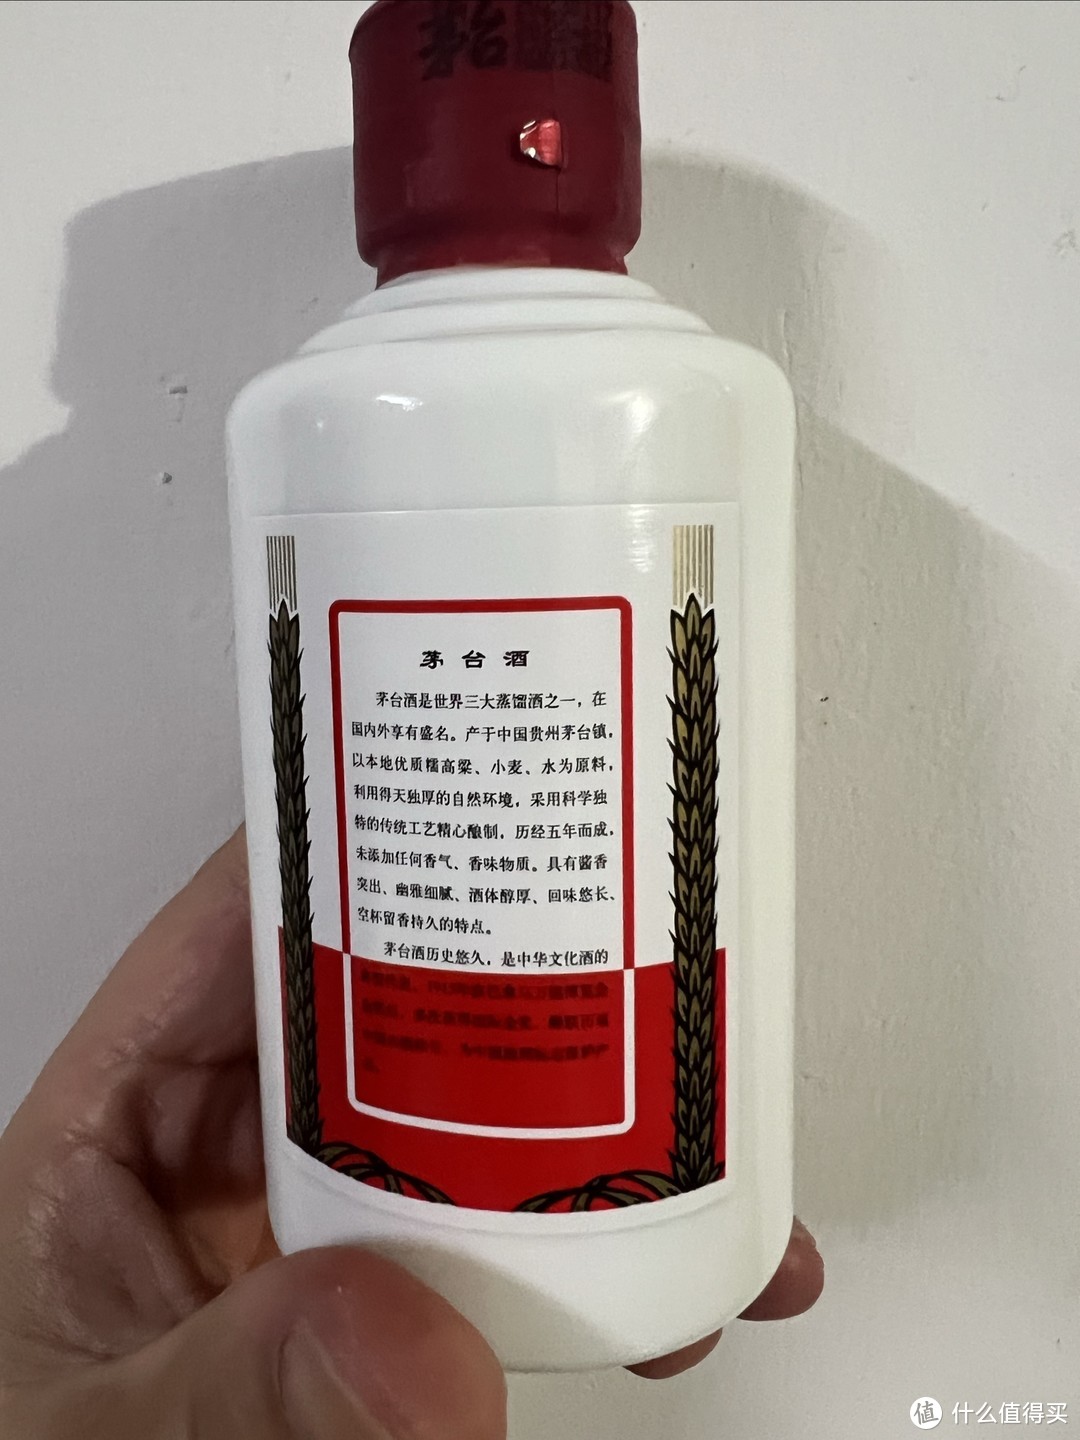 茅台
茅台酒
茅台酒是世界三大蒸馏酒之一，在
国内外享有盛名。产于中国贵州茅台镇，
以本地优质糯高粱、小麦、水为原料，
利用得天独厚的自然环境，采用科学独
特的传统工艺精心酿制，历经五年而成，
未添加任何香气、香味物质。具有酱香
突出、幽雅细腻、酒体醇厚、回味悠长、
空杯留香持久的特点。
茅台酒历史悠久，是中华文化酒的
值 什么值得买